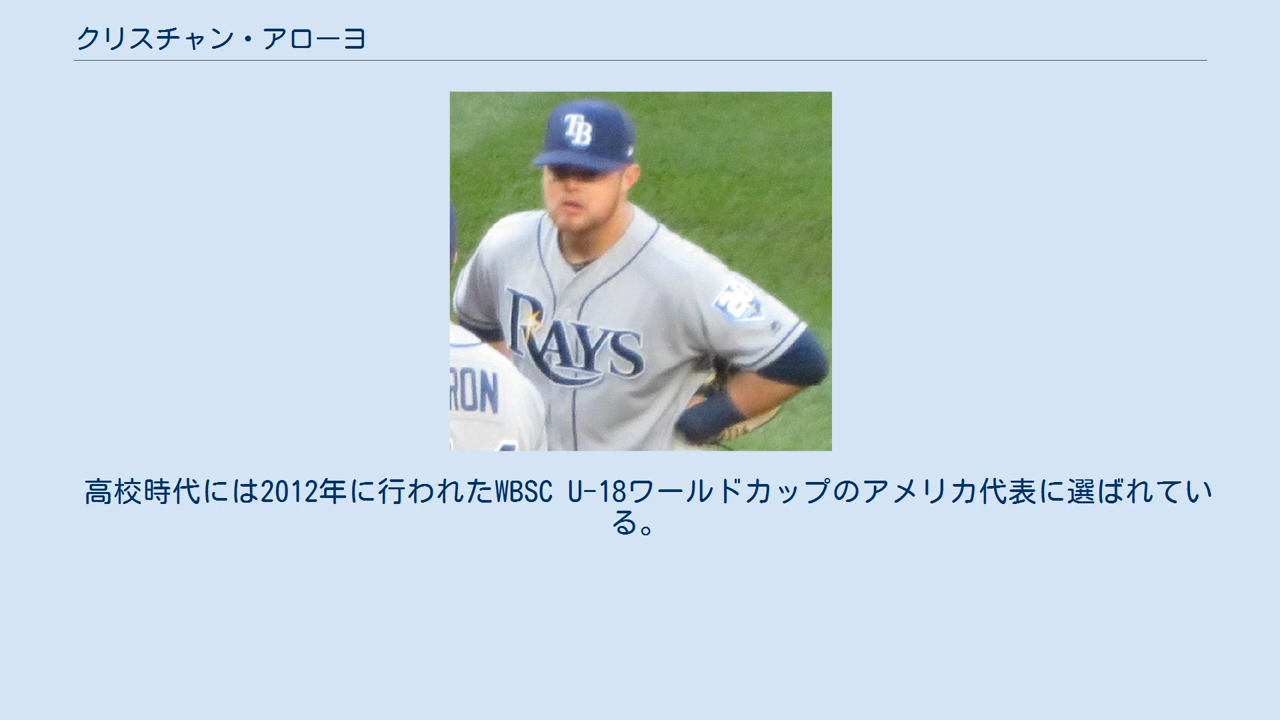 クリスチャン・アローヨ
TB
RAYS
RON
高校時代には2012年に行われたWBSC U-18ワールドカップのアメリカ代表に選ばれてい
る。